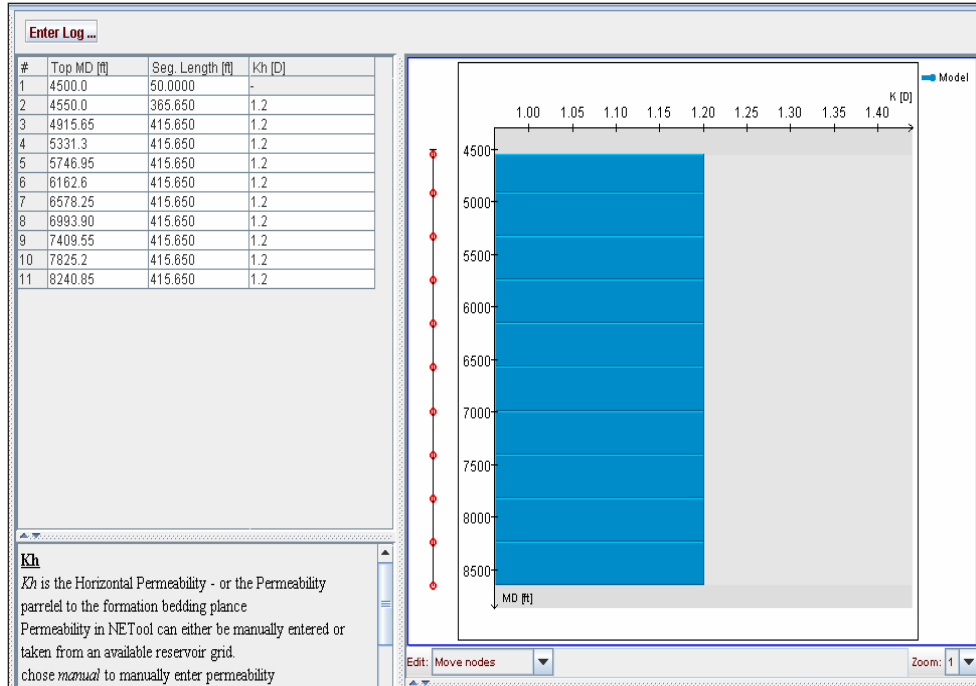 Enter Log ...
# Top MD [ft] Seg. Length [ft] Kh [D]
1 4500.0 50.0000 -
2 4550.0 365.650 1.2
3 4915.65 415.650 1.2
4 5331.3 415.650 1.2
5 5746.95 415.650 1.2
6 6162.6 415.650 1.2
7 6578.25 415.650 1.2
8 6993.90 415.650 1.2
9 7409.55 415.650 1.2
10 7825.2 415.650 1.2
11 8240.85 415.650 1.2
Kh
Kh is the Horizontal Permeability - or the Permeability
parrelel to the formation bedding plance
Permeability in NETool can either be manually entered or
taken from an available reservoir grid.
chose manual to manually enter permeability
Model
K [D]
1.00 1.05 1.10 1.15 1.20 1.25 1.30 1.35 1.40
4500
5000
5500
6000
6500
7000
7500
8000
8500
MD [ft]
Edit: Move nodes
Zoom: 1